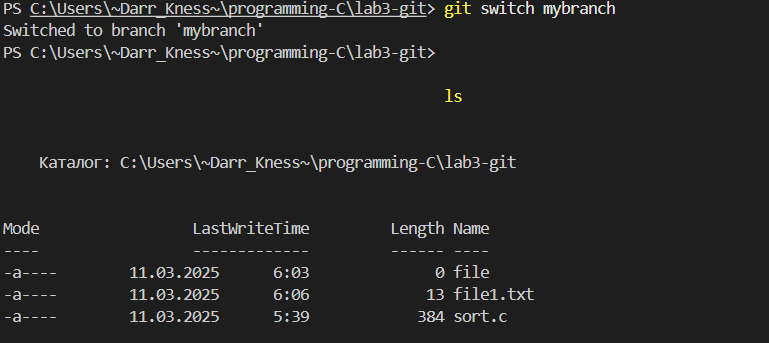 PS C:\Users\~Darr_Kness~\programming-C\lab3-git> git switch mybranch
Switched to branch 'mybranch'
PS C:\Users\~Darr_Kness~\programming-C\lab3-git>
ls
Каталог: C:\Users\~Darr_Kness~\programming-C\lab3-git
Mode LastWriteTime Length Name
---- ------------- ------ ----
-a---- 11.03.2025 6:03 0 file
-a---- 11.03.2025 6:06 13 file1.txt
-a---- 11.03.2025 5:39 384 sort.c